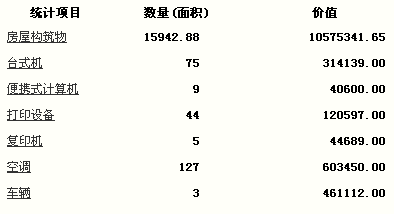 统计项目 数量(面积) 价值
房屋构筑物 15942.88 10575341.65
台式机 75 314139.00
便携式计算机 9 40600.00
打印设备 44 120597.00
复印机 5 44689.00
空调 127 603450.00
车辆 3 461112.00